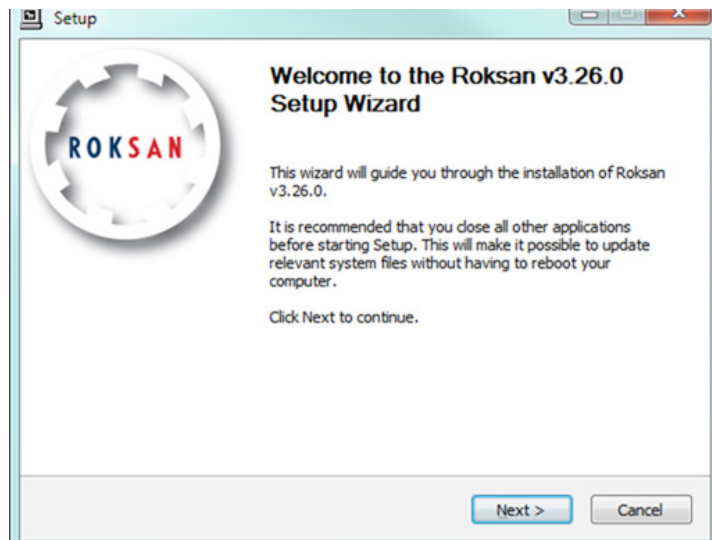 Setup
ROKSAN
Welcome to the Roksan v3.26.0
Setup Wizard
This wizard will guide you through the installation of Roksan
v3.26.0.
It is recommended that you close all other applications
before starting Setup. This will make it possible to update
relevant system files without having to reboot your
computer.
Click Next to continue.
Next >
Cancel